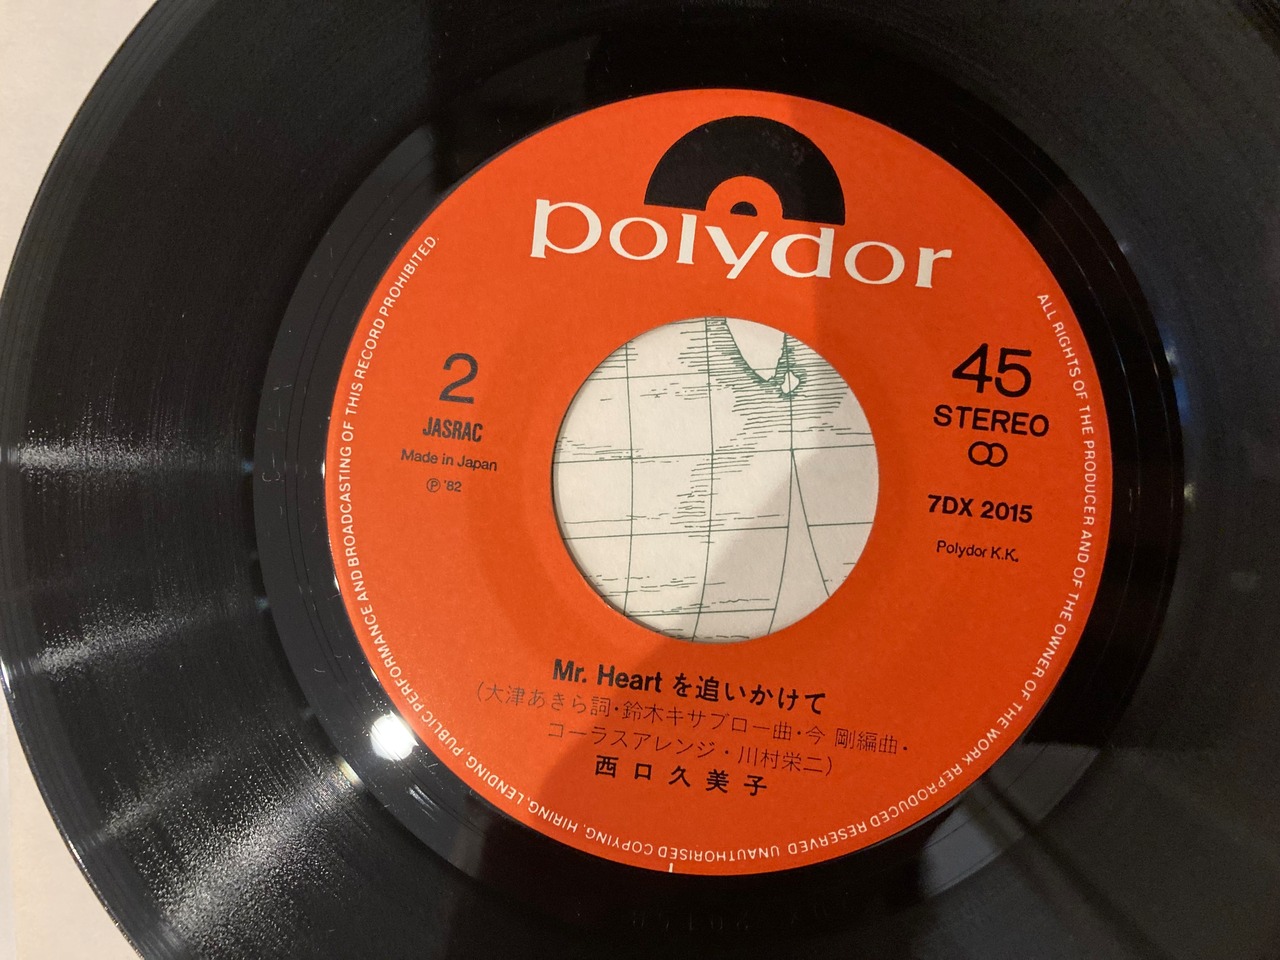 polydor
2
JASRAC
Made in Japan
Ⓟ '82
45
STEREO
7DX 2015
Polydor K.K.
Mr. Heart を追いかけて
(大津あきら詞・鈴木キサブロー曲・今 剛編曲・
コーラスアレンジ・川村栄二)
西口久美子
ALL RIGHTS OF THE PRODUCER AND OF THE OWNER OF THE WORK REPRODUCED RESERVED UNAUTHORISED COPYING, HIRING, LENDING, PUBLIC PERFORMANCE AND BROADCASTING OF THIS RECORD PROHIBITED.